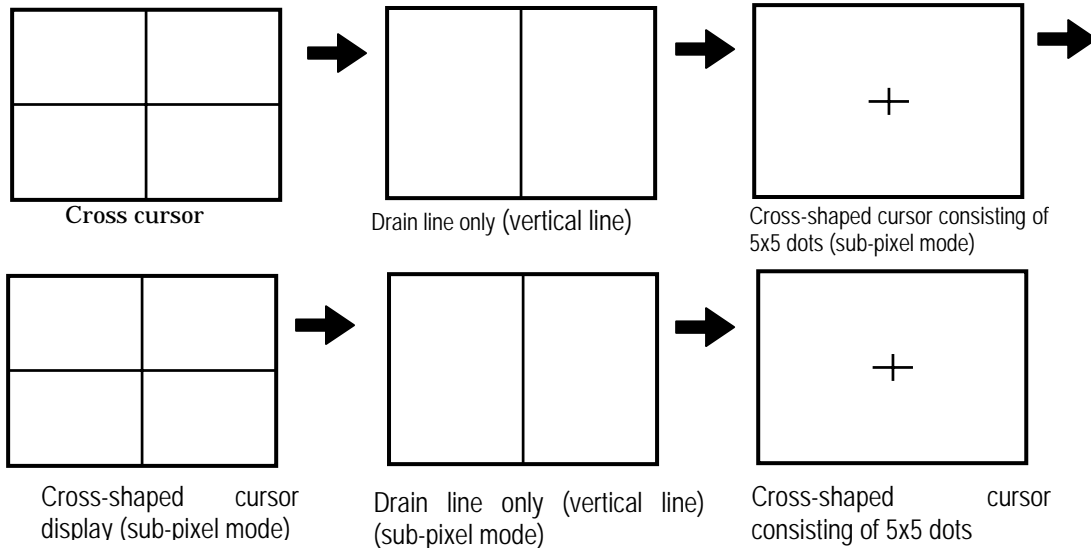 Cross cursor
Drain line only (vertical line)
Cross-shaped cursor consisting of
5x5 dots (sub-pixel mode)
Cross-shaped cursor
display (sub-pixel mode)
Drain line only (vertical line)
(sub-pixel mode)
Cross-shaped cursor
consisting of 5x5 dots